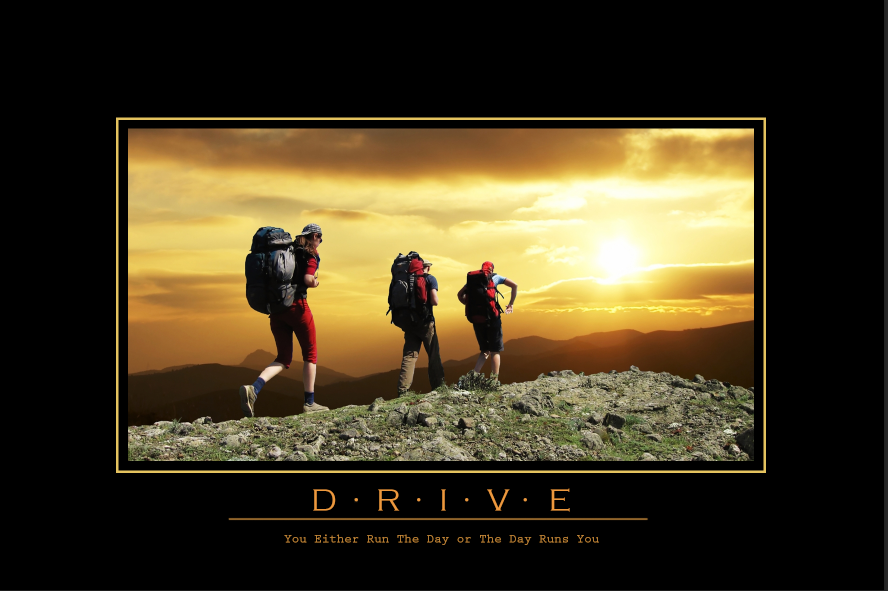 D·R·I·V·E
You Either Run The Day or The Day Runs You